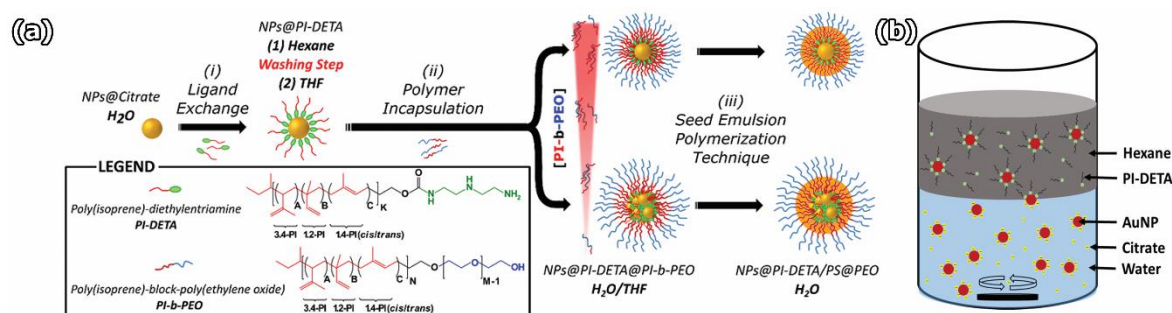 (a)
NPs@Citrate
H2O
(i)
Ligand
Exchange
NPs@PI-DETA
(1) Hexane
Washing Step
(2) THF
(ii)
Polymer
Incapsulation
[PI-b-PEO]
(iii)
Seed Emulsion
Polymerization
Technique
NPs@PI-DETA@PI-b-PEO
H2O/THF
NPs@PI-DETA/PS@PEO
H2O
LEGEND
Poly(isoprene)-diethylentriamine
PI-DETA
A
B
C
K
O
O
H
N
N
H
N
H
NH2
3.4-PI
1.2-PI
1.4-PI(cis/trans)
Poly(isoprene)-block-poly(ethylene oxide)
PI-b-PEO
A
B
C
N
O
O
M-1
OH
3.4-PI
1.2-PI
1.4-PI(cis/trans)
(b)
Hexane
PI-DETA
AuNP
Citrate
Water